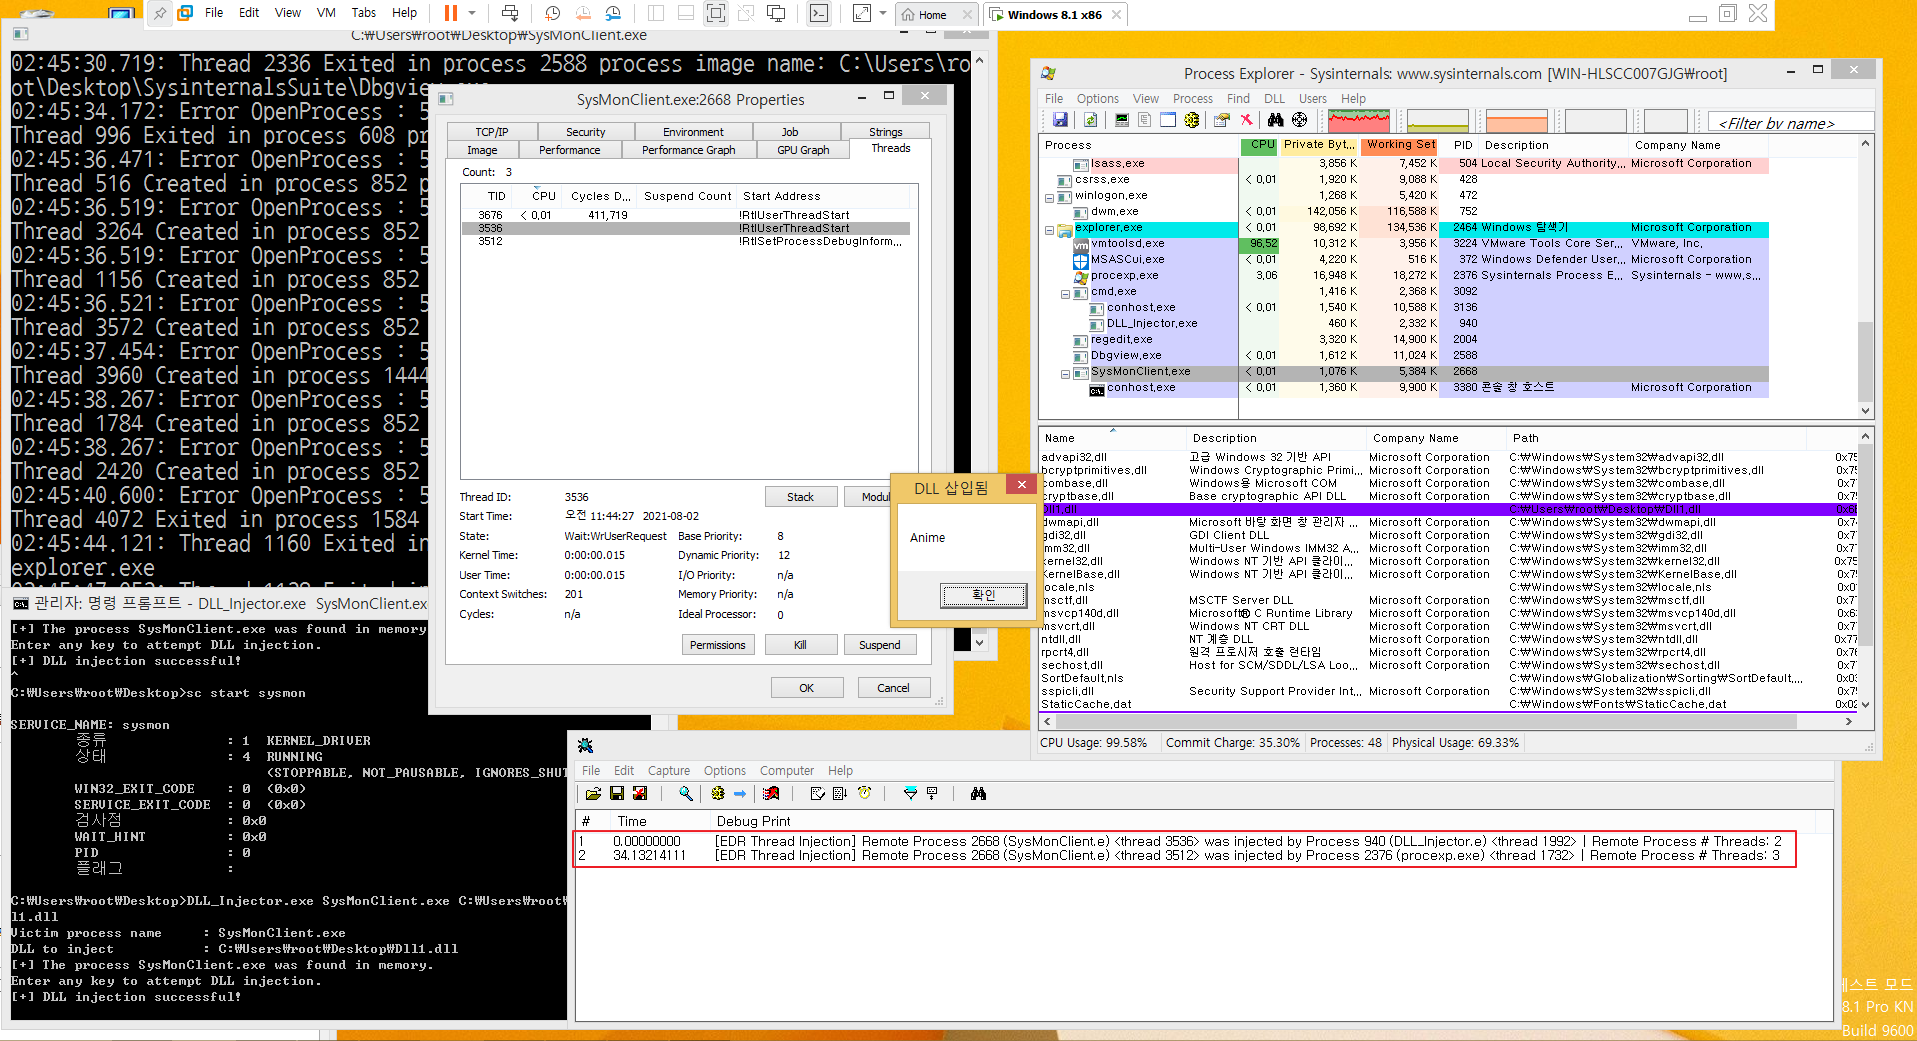 File Edit View VM Tabs Help
Home
Windows 8.1 x86
C:₩Users₩root₩Desktop₩SysMonClient.exe
02:45:30.719: Thread 2336 Exited in process 2588 process image name: C:\Users\ro
ot\Desktop\SysinternalsSuite\Dbgview.exe
02:45:34.172: Error OpenProcess : 5
Thread 996 Exited in process 608 pr
02:45:36.471: Error OpenProcess : 5
Thread 516 Created in process 852 p
02:45:36.519: Error OpenProcess : 5
Thread 3264 Created in process 852
02:45:36.519: Error OpenProcess : 5
Thread 1156 Created in process 852
02:45:36.521: Error OpenProcess : 5
Thread 3572 Created in process 852
02:45:37.454: Error OpenProcess : 5
Thread 3960 Created in process 1444
02:45:38.267: Error OpenProcess : 5
Thread 1784 Created in process 852
02:45:38.267: Error OpenProcess : 5
Thread 2420 Created in process 852
02:45:40.600: Error OpenProcess : 5
Thread 4072 Exited in process 1584
02:45:44.121: Thread 1160 Exited in
explorer.exe
SysMonClient.exe:2668 Properties
TCP/IP Security Environment Job Strings
Image Performance Performance Graph GPU Graph Threads
Count: 3
TID CPU Cycles D... Suspend Count Start Address
3676 < 0.01 411,719 !RtlUserThreadStart
3536 !RtlUserThreadStart
3512 !RtlSetProcessDebugInform...
Thread ID: 3536
Stack Modul
Start Time: 오전 11:44:27 2021-08-02
State: Wait:WrUserRequest Base Priority: 8
Kernel Time: 0:00:00.015 Dynamic Priority: 12
User Time: 0:00:00.015 I/O Priority: n/a
Context Switches: 201 Memory Priority: n/a
Cycles: n/a Ideal Processor: 0
Permissions Kill Suspend
OK Cancel
DLL 삽입됨
Anime
확인
Process Explorer - Sysinternals: www.sysinternals.com [WIN-HLSCC007GJG₩root]
File Options View Process Find DLL Users Help
<Filter by name>
Process CPU Private Byt... Working Set PID Description Company Name
lsass.exe 3,856 K 7,452 K 504 Local Security Authority... Microsoft Corporation
csrss.exe < 0.01 1,920 K 9,088 K 428
winlogon.exe 1,268 K 5,420 K 472
dwm.exe < 0.01 142,056 K 116,588 K 752
explorer.exe < 0.01 98,692 K 134,536 K 2464 Windows 탐색기 Microsoft Corporation
vmtoolsd.exe 96.52 10,312 K 3,956 K 3224 VMware Tools Core Ser... VMware, Inc.
MSASCui.exe < 0.01 4,220 K 516 K 372 Windows Defender User... Microsoft Corporation
procexp.exe 3.06 16,948 K 18,272 K 2376 Sysinternals Process E... Sysinternals - www.s...
cmd.exe 1,416 K 2,368 K 3092
conhost.exe < 0.01 1,540 K 10,588 K 3136
DLL_Injector.exe 460 K 2,332 K 940
regedit.exe 3,320 K 14,900 K 2004
Dbgview.exe < 0.01 1,612 K 11,024 K 2588
SysMonClient.exe < 0.01 1,076 K 5,384 K 2668
conhost.exe < 0.01 1,360 K 9,900 K 3380 콘솔 창 호스트 Microsoft Corporation
Name Description Company Name Path
advapi32.dll 고급 Windows 32 기반 API Microsoft Corporation C:₩Windows₩System32₩advapi32.dll 0x75
bcryptprimitives.dll Windows Cryptographic Primi... Microsoft Corporation C:₩Windows₩System32₩bcryptprimitives.dll 0x75
combase.dll Windows용 Microsoft COM Microsoft Corporation C:₩Windows₩System32₩combase.dll 0x75
cryptbase.dll Base cryptographic API DLL Microsoft Corporation C:₩Windows₩System32₩cryptbase.dll 0x75
Dll1.dll C:₩Users₩root₩Desktop₩Dll1.dll
dwmapi.dll Microsoft 바탕 화면 창 관리자 ... Microsoft Corporation C:₩Windows₩System32₩dwmapi.dll 0x74
gdi32.dll GDI Client DLL Microsoft Corporation C:₩Windows₩System32₩gdi32.dll 0x77
imm32.dll Multi-User Windows IMM32 A... Microsoft Corporation C:₩Windows₩System32₩imm32.dll 0x77
kernel32.dll Windows NT 기반 API 클라이... Microsoft Corporation C:₩Windows₩System32₩kernel32.dll 0x77
KernelBase.dll Windows NT 기반 API 클라이... Microsoft Corporation C:₩Windows₩System32₩KernelBase.dll 0x75
locale.nls C:₩Windows₩System32₩locale.nls
msctf.dll MSCTF Server DLL Microsoft Corporation C:₩Windows₩System32₩msctf.dll 0x77
msvcp140d.dll Microsoft® C Runtime Library Microsoft Corporation C:₩Windows₩System32₩msvcp140d.dll 0x63
msvcrt.dll Windows NT CRT DLL Microsoft Corporation C:₩Windows₩System32₩msvcrt.dll
ntdll.dll NT 계층 DLL Microsoft Corporation C:₩Windows₩System32₩ntdll.dll 0x77
rpcrt4.dll 원격 프로시저 호출 런타임 Microsoft Corporation C:₩Windows₩System32₩rpcrt4.dll 0x76
sechost.dll Host for SCM/SDDL/LSA Loo... Microsoft Corporation C:₩Windows₩System32₩sechost.dll 0x77
SortDefault.nls C:₩Windows₩Globalization₩Sorting₩SortDefault.... 0x03
sspicli.dll Security Support Provider Int... Microsoft Corporation C:₩Windows₩System32₩sspicli.dll 0x75
StaticCache.dat C:₩Windows₩Fonts₩StaticCache.dat 0x02
CPU Usage: 99.58% Commit Charge: 35.30% Processes: 48 Physical Usage: 69.33%
관리자: 명령 프롬프트 - DLL_Injector.exe SysMonClient.exe
[+] The process SysMonClient.exe was found in memory
Enter any key to attempt DLL injection.
[+] DLL injection successful!
^
C:₩Users₩root₩Desktop>sc start sysmon
SERVICE_NAME: sysmon
종류 : 1 KERNEL_DRIVER
상태 : 4 RUNNING
(STOPPABLE, NOT_PAUSABLE, IGNORES_SHUT
WIN32_EXIT_CODE : 0 (0x0)
SERVICE_EXIT_CODE : 0 (0x0)
검사점 : 0x0
WAIT_HINT : 0x0
PID : 0
플래그 :
C:₩Users₩root₩Desktop>DLL_Injector.exe SysMonClient.exe C:₩Users₩root₩
l1.dll
Victim process name : SysMonClient.exe
DLL to inject : C:₩Users₩root₩Desktop₩Dll1.dll
[+] The process SysMonClient.exe was found in memory.
Enter any key to attempt DLL injection.
[+] DLL injection successful!
File Edit Capture Options Computer Help
# Time Debug Print
1 0.00000000 [EDR Thread Injection] Remote Process 2668 (SysMonClient.e) <thread 3536> was injected by Process 940 (DLL_Injector.e) <thread 1992> | Remote Process # Threads: 2
2 34.13214111 [EDR Thread Injection] Remote Process 2668 (SysMonClient.e) <thread 3512> was injected by Process 2376 (procexp.exe) <thread 1732> | Remote Process # Threads: 3
테스트 모드
8.1 Pro KN
Build 9600